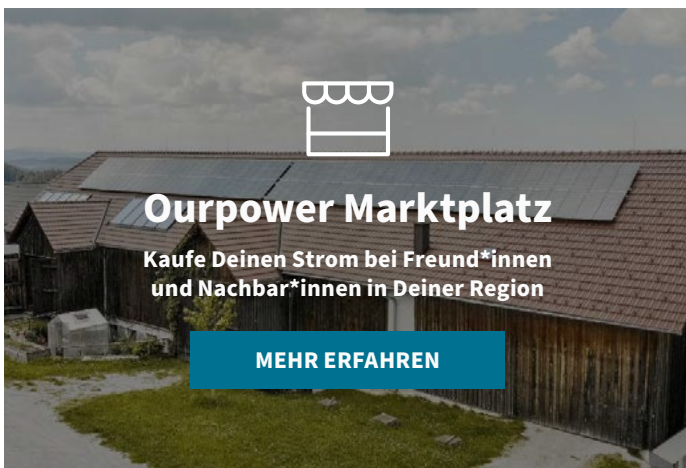 Ourpower Marktplatz
Kaufe Deinen Strom bei Freund*innen
und Nachbar*innen in Deiner Region
MEHR ERFAHREN